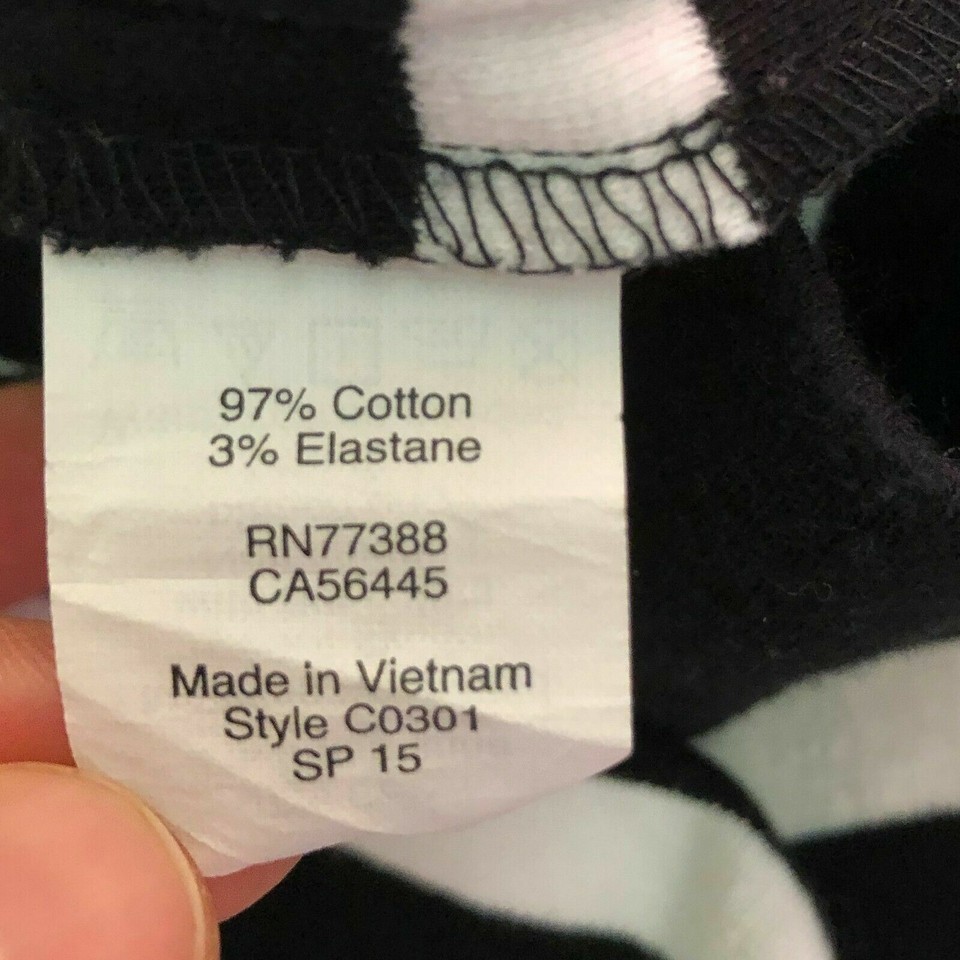 97% Cotton
3% Elastane
RN77388
CA56445
Made in Vietnam
Style C0301
SP 15